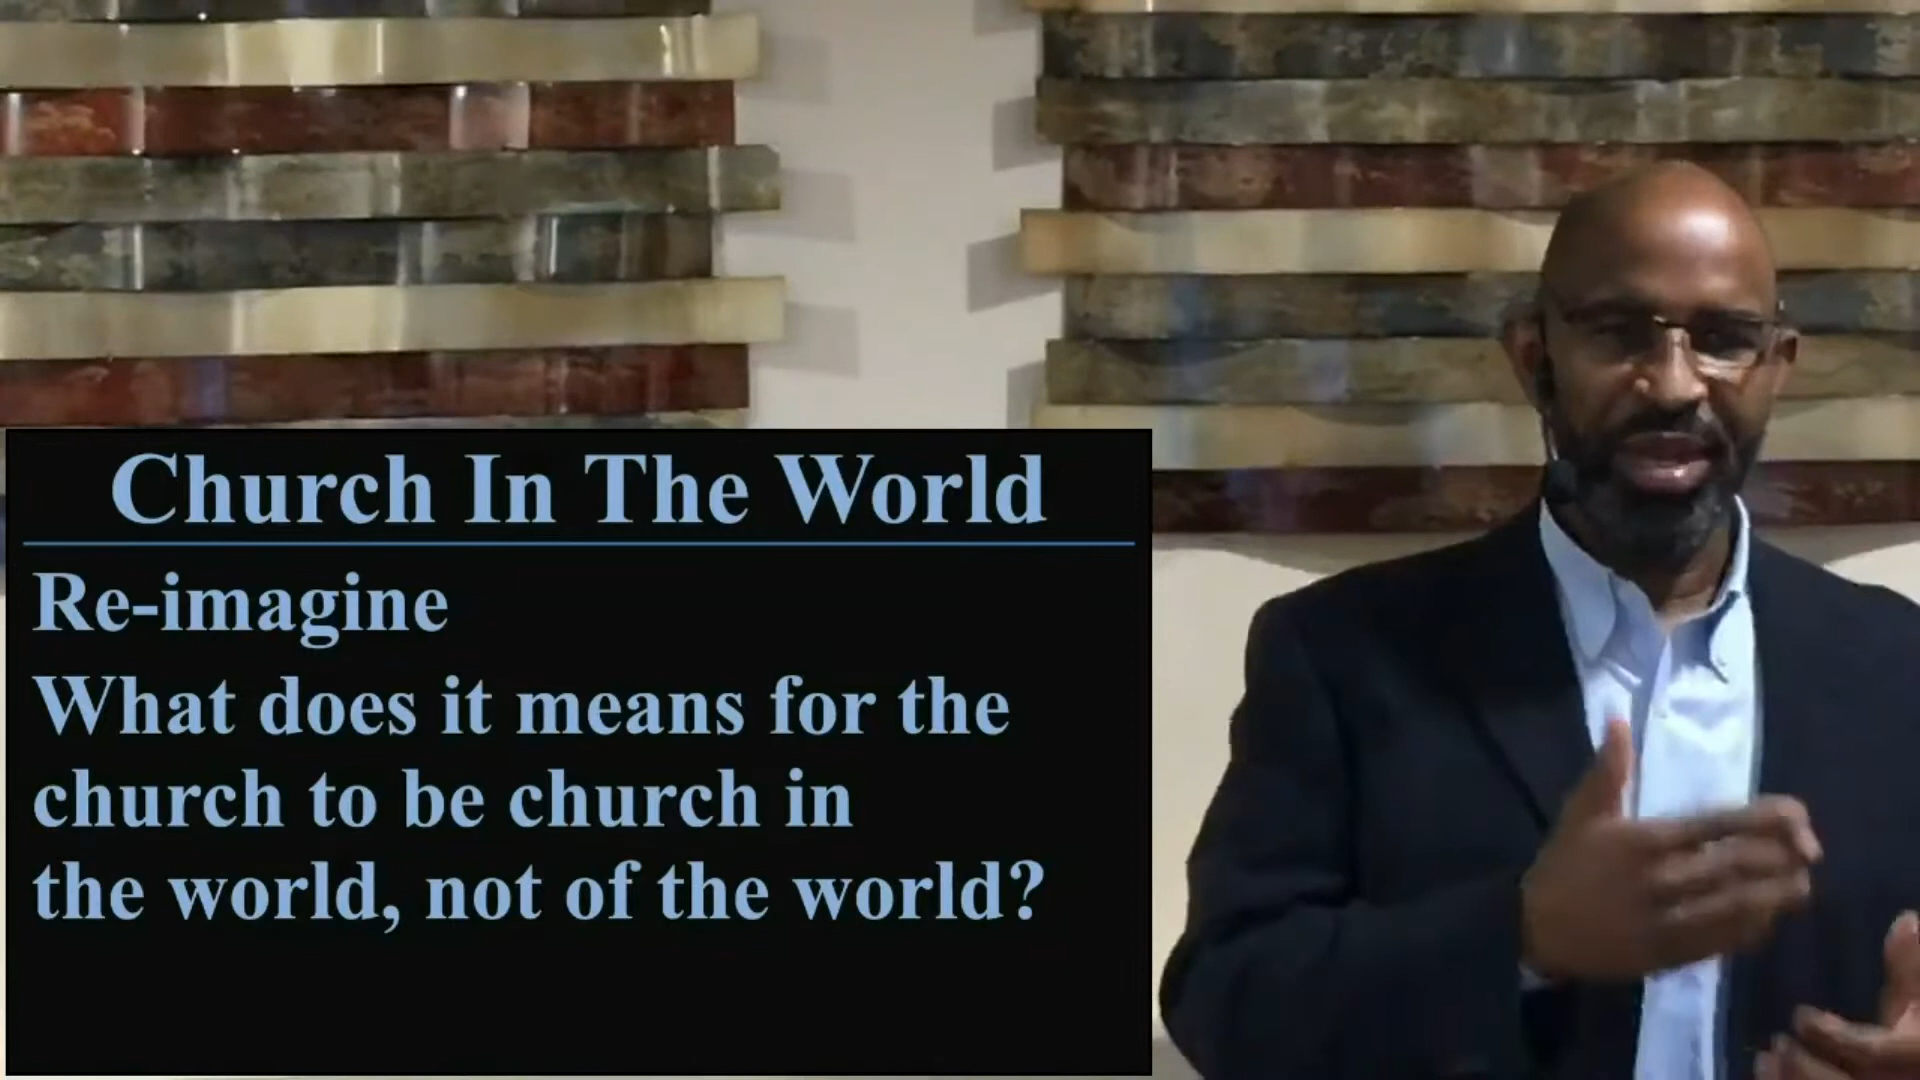 Church In The World
Re-imagine
What does it means for the
church to be church in
the world, not of the world?